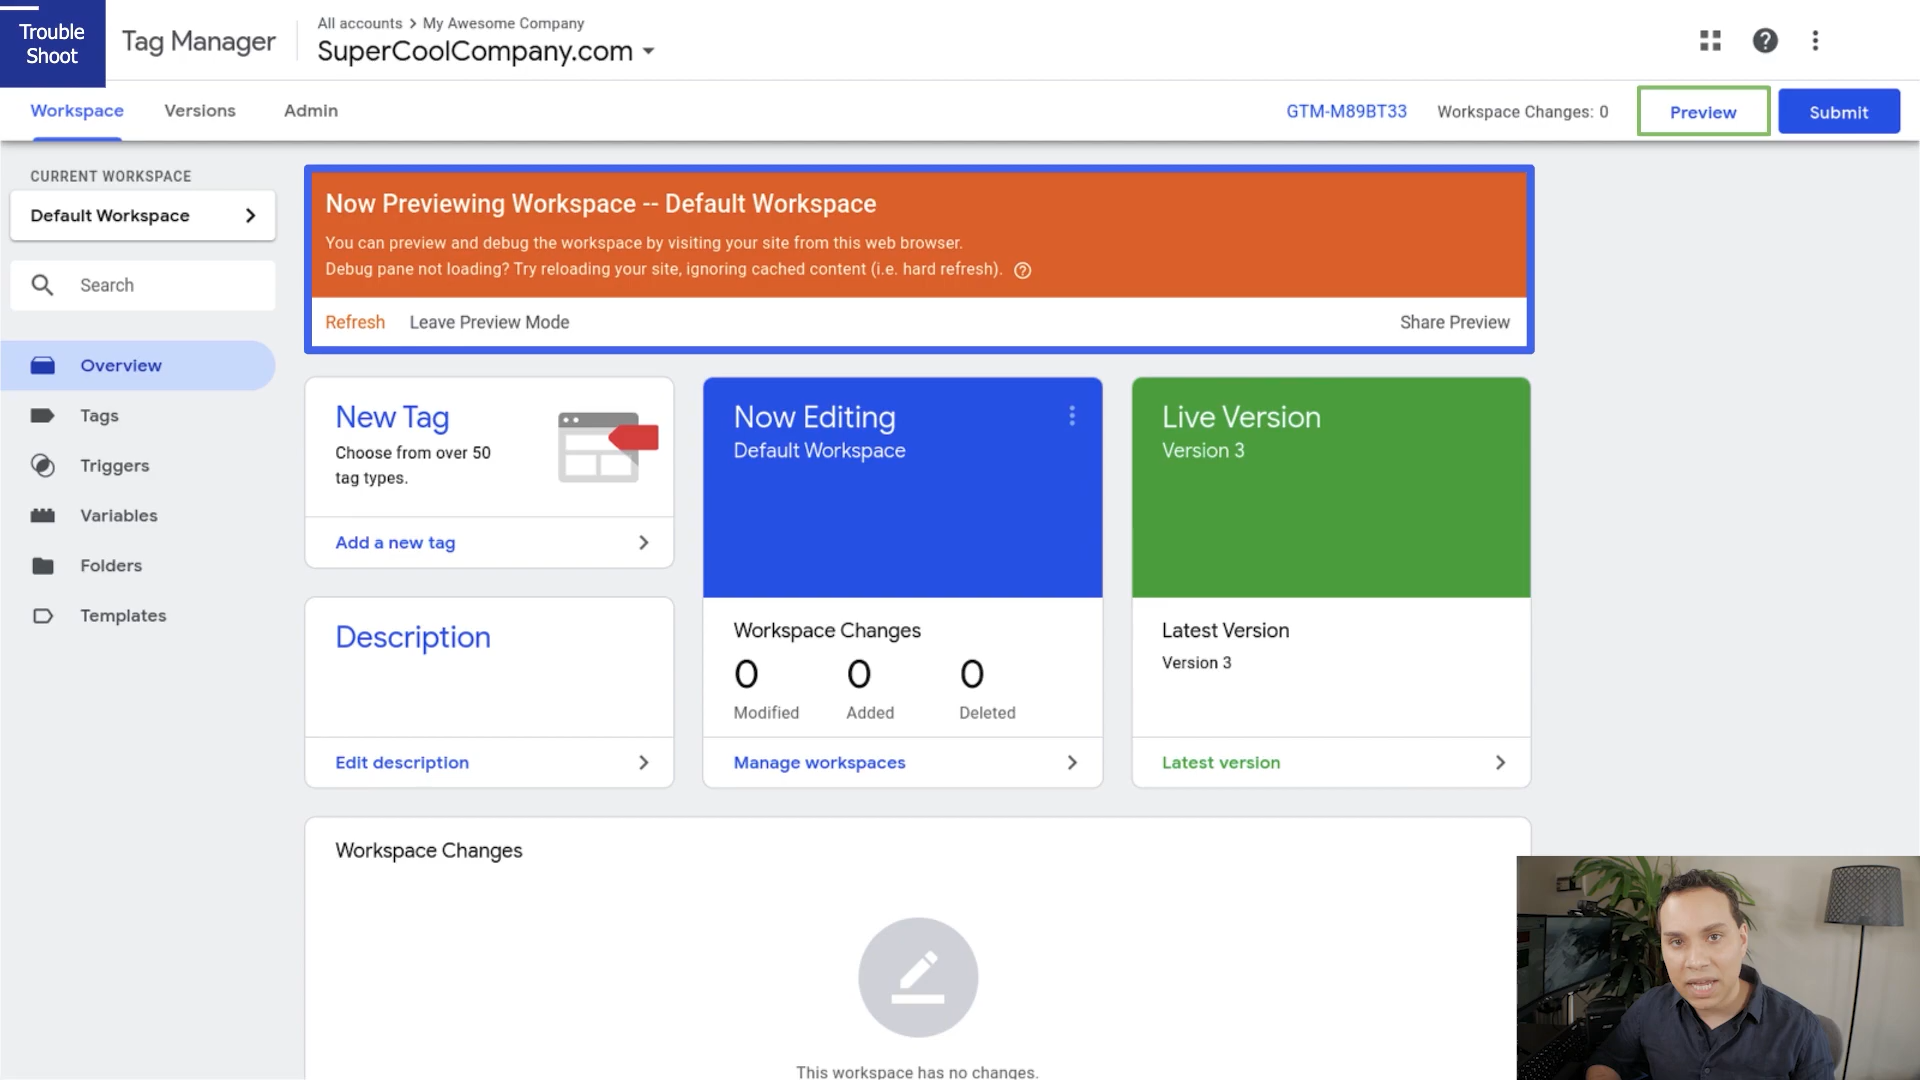 Trouble
Shoot
Tag Manager
All accounts > My Awesome Company
SuperCoolCompany.com
Workspace
Versions
Admin
GTM-M89BT33
Workspace Changes: 0
Preview
Submit
CURRENT WORKSPACE
Default Workspace
Search
Overview
Tags
Triggers
Variables
Folders
Templates
Now Previewing Workspace -- Default Workspace
You can preview and debug the workspace by visiting your site from this web browser.
Debug pane not loading? Try reloading your site, ignoring cached content (i.e. hard refresh).
Refresh
Leave Preview Mode
Share Preview
New Tag
Choose from over 50
tag types.
Add a new tag
Description
Edit description
Now Editing
Default Workspace
Workspace Changes
0 0 0
Modified Added Deleted
Manage workspaces
Live Version
Version 3
Latest Version
Version 3
Latest version
Workspace Changes
This workspace has no changes.